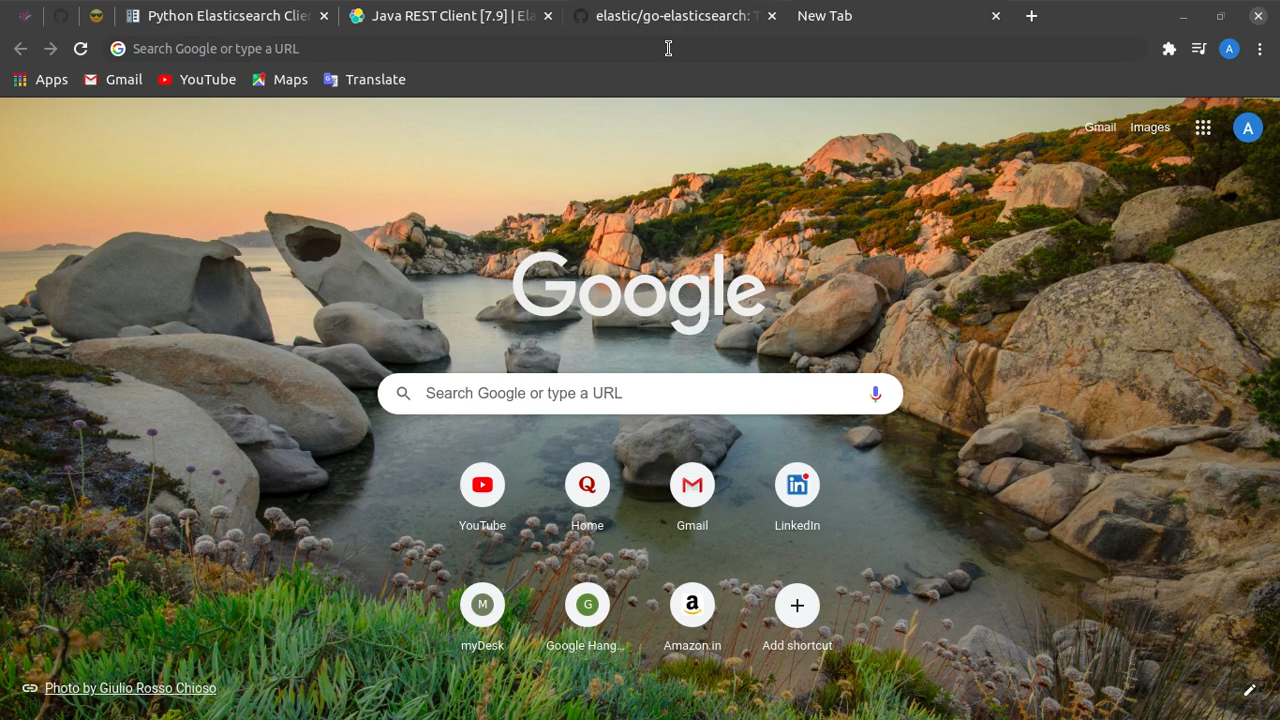 Python Elasticsearch Clie
Java REST Client [7.9] | Ela
elastic/go-elasticsearch: T
New Tab
Search Google or type a URL
A
Apps
Gmail
YouTube
Maps
Translate
Gmail
Images
A
Google
Search Google or type a URL
YouTube
Q
Home
Gmail
in
LinkedIn
M
myDesk
G
Google Hang...
a
Amazon.in
Add shortcut
Photo by Giulio Rosso Chioso